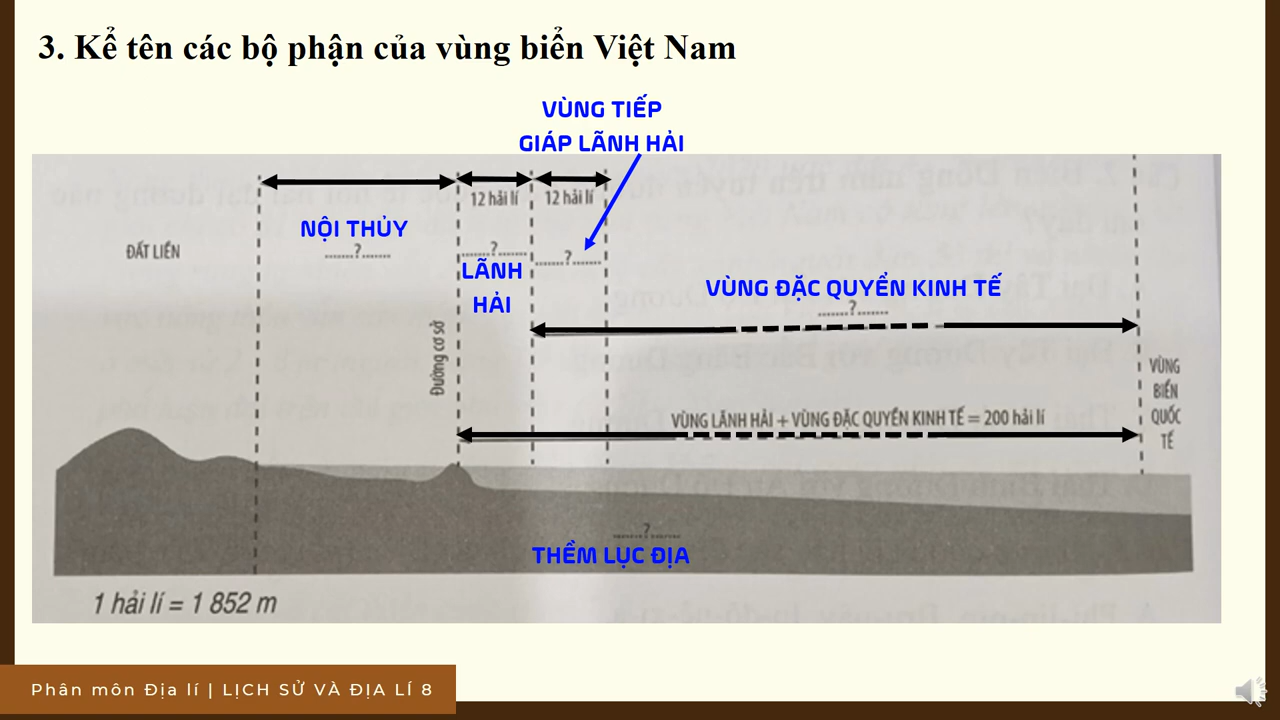 3. Kể tên các bộ phận của vùng biển Việt Nam
VÙNG TIẾP
GIÁP LÃNH HẢI
12 hải lí
12 hải lí
NỘI THỦY
.......?.......
ĐẤT LIỀN
.......?.......
.......?.......
LÃNH
HẢI
VÙNG ĐẶC QUYỀN KINH TẾ
.......?.......
Đường cơ sở
VÙNG
BIỂN
QUỐC
TẾ
VÙNG LÃNH HẢI + VÙNG ĐẶC QUYỀN KINH TẾ = 200 hải lí
.......?.......
THỀM LỤC ĐỊA
1 hải lí = 1 852 m
Phân môn Địa lí | LỊCH SỬ VÀ ĐỊA LÍ 8